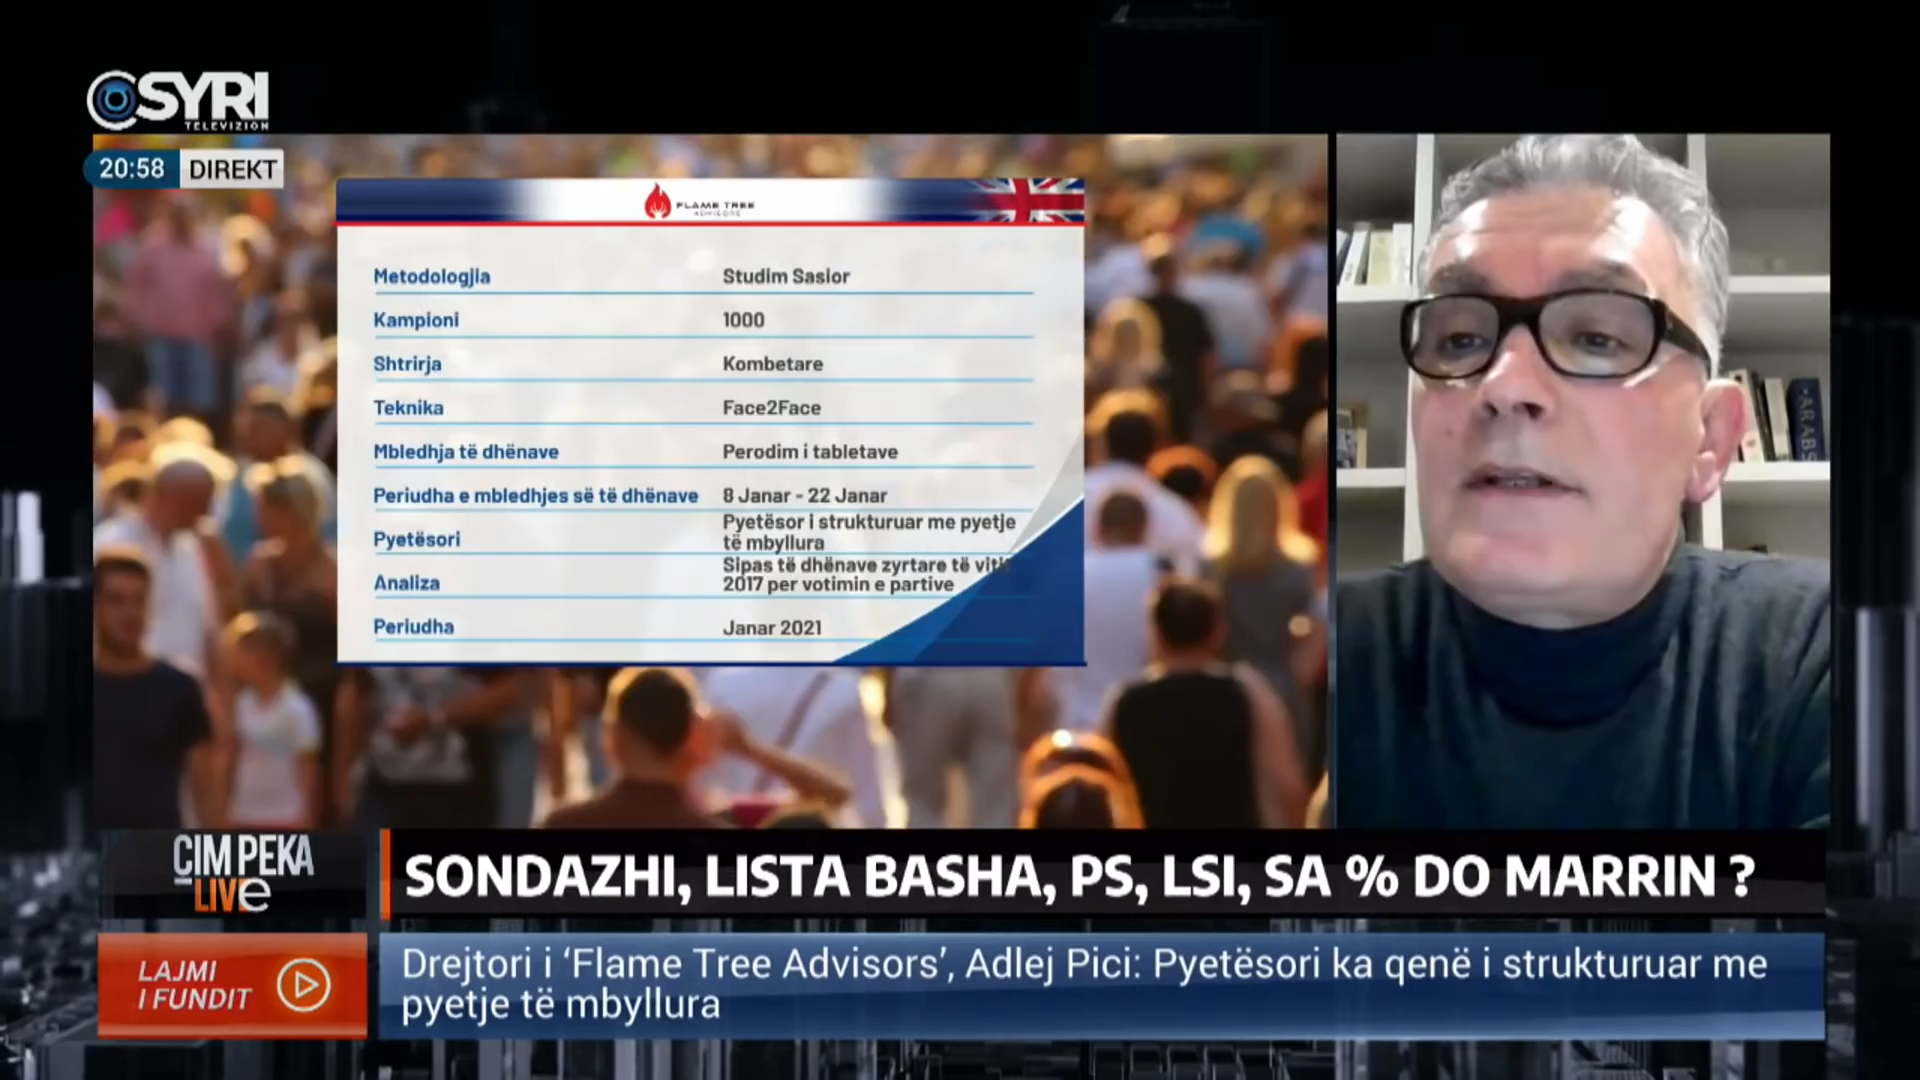 SYRI
TELEVIZION
20:58 DIREKT
FLAME TREE
ADVISORS
Metodologjia Studim Sasior
Kampioni 1000
Shtrirja Kombetare
Teknika Face2Face
Mbledhja të dhënave Perodim i tabletave
Periudha e mbledhjes së të dhënave 8 Janar - 22 Janar
Pyetësori Pyetësor i strukturuar me pyetje
të mbyllura
Analiza Sipas të dhënave zyrtare të vitit
2017 per votimin e partive
Periudha Janar 2021
ARABS
ÇIM PEKA
LIVe
SONDAZHI, LISTA BASHA, PS, LSI, SA % DO MARRIN ?
LAJMI
I FUNDIT
Drejtori i ‘Flame Tree Advisors’, Adlej Pici: Pyetësori ka qenë i strukturuar me
pyetje të mbyllura